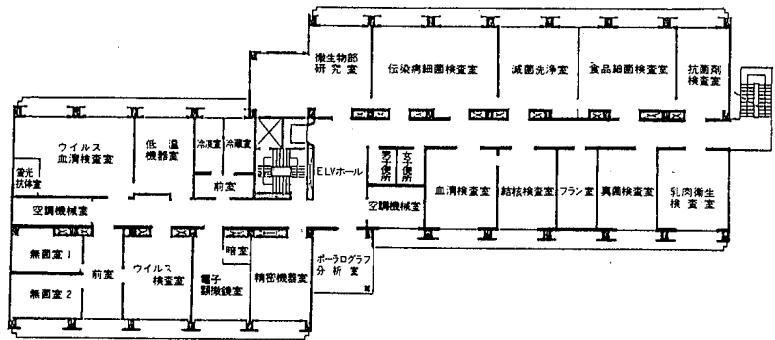 微生物部
研究室
伝染病細菌検査室
滅菌洗浄室
食品細菌検査室
抗菌剤
検査室
ウイルス
血清検査室
低温
機器室
冷凍室
冷蔵室
蛍光
抗体室
前室
ELVホール
男子便所
女子便所
空調機械室
血清検査室
結核検査室
フラン室
真菌検査室
乳肉衛生
検査室
空調機械室
無菌室1
無菌室2
前室
ウイルス
検査室
電子
顕微鏡室
暗室
精密機器室
ポーラログラフ
分析室